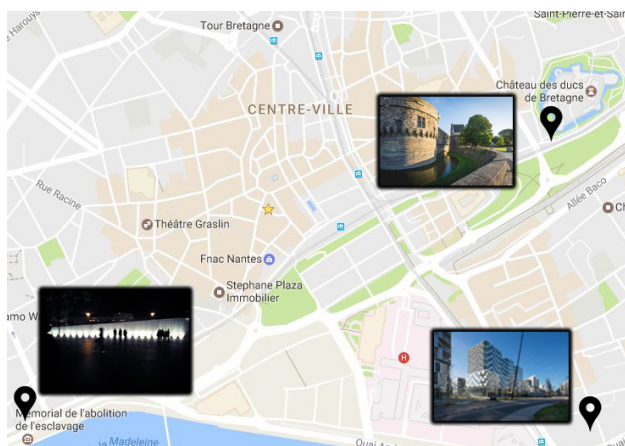 Harouys
Tour Bretagne
Saint-Pierre-et-Sain
Château des ducs
de Bretagne
CENTRE-VILLE
Rue Racine
Allée Baco
Théâtre Graslin
Fnac Nantes
Stephane Plaza
Immobilier
H
Mémorial de l'abolition
de l'esclavage
la Madeleine